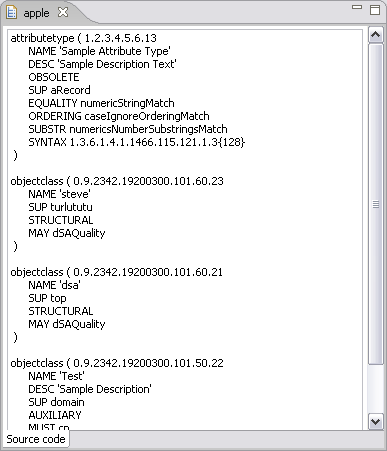 apple
attributetype ( 1.2.3.4.5.6.13
NAME 'Sample Attribute Type'
DESC 'Sample Description Text'
OBSOLETE
SUP aRecord
EQUALITY numericStringMatch
ORDERING caseIgnoreOrderingMatch
SUBSTR numericsNumberSubstringsMatch
SYNTAX 1.3.6.1.4.1.1466.115.121.1.3{128}
)
objectclass ( 0.9.2342.19200300.101.60.23
NAME 'steve'
SUP turlututu
STRUCTURAL
MAY dSAQuality
)
objectclass ( 0.9.2342.19200300.101.60.21
NAME 'dsa'
SUP top
STRUCTURAL
MAY dSAQuality
)
objectclass ( 0.9.2342.19200300.101.50.22
NAME 'Test'
DESC 'Sample Description'
SUP domain
AUXILIARY
MUST cn
Source code